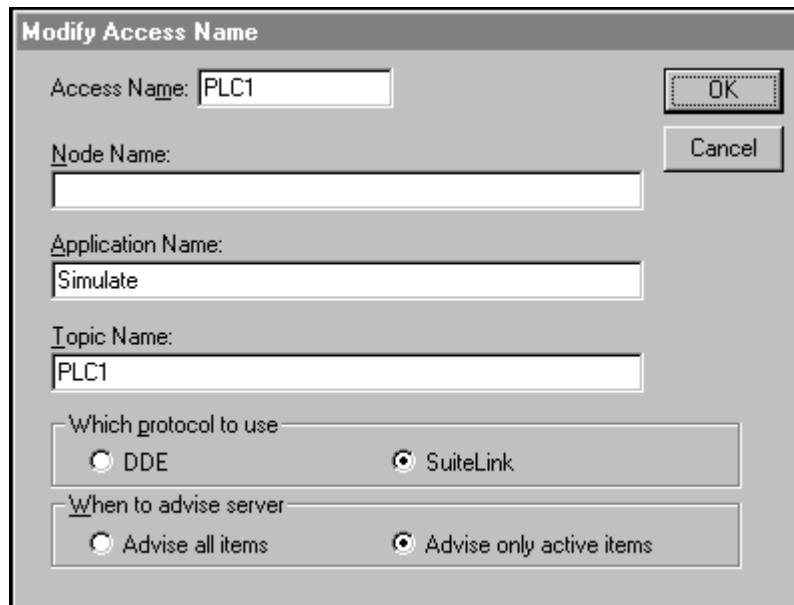 Modify Access Name
Access Name: PLC1
OK
Cancel
Node Name:
Application Name:
Simulate
Topic Name:
PLC1
Which protocol to use
DDE SuiteLink
When to advise server
Advise all items Advise only active items